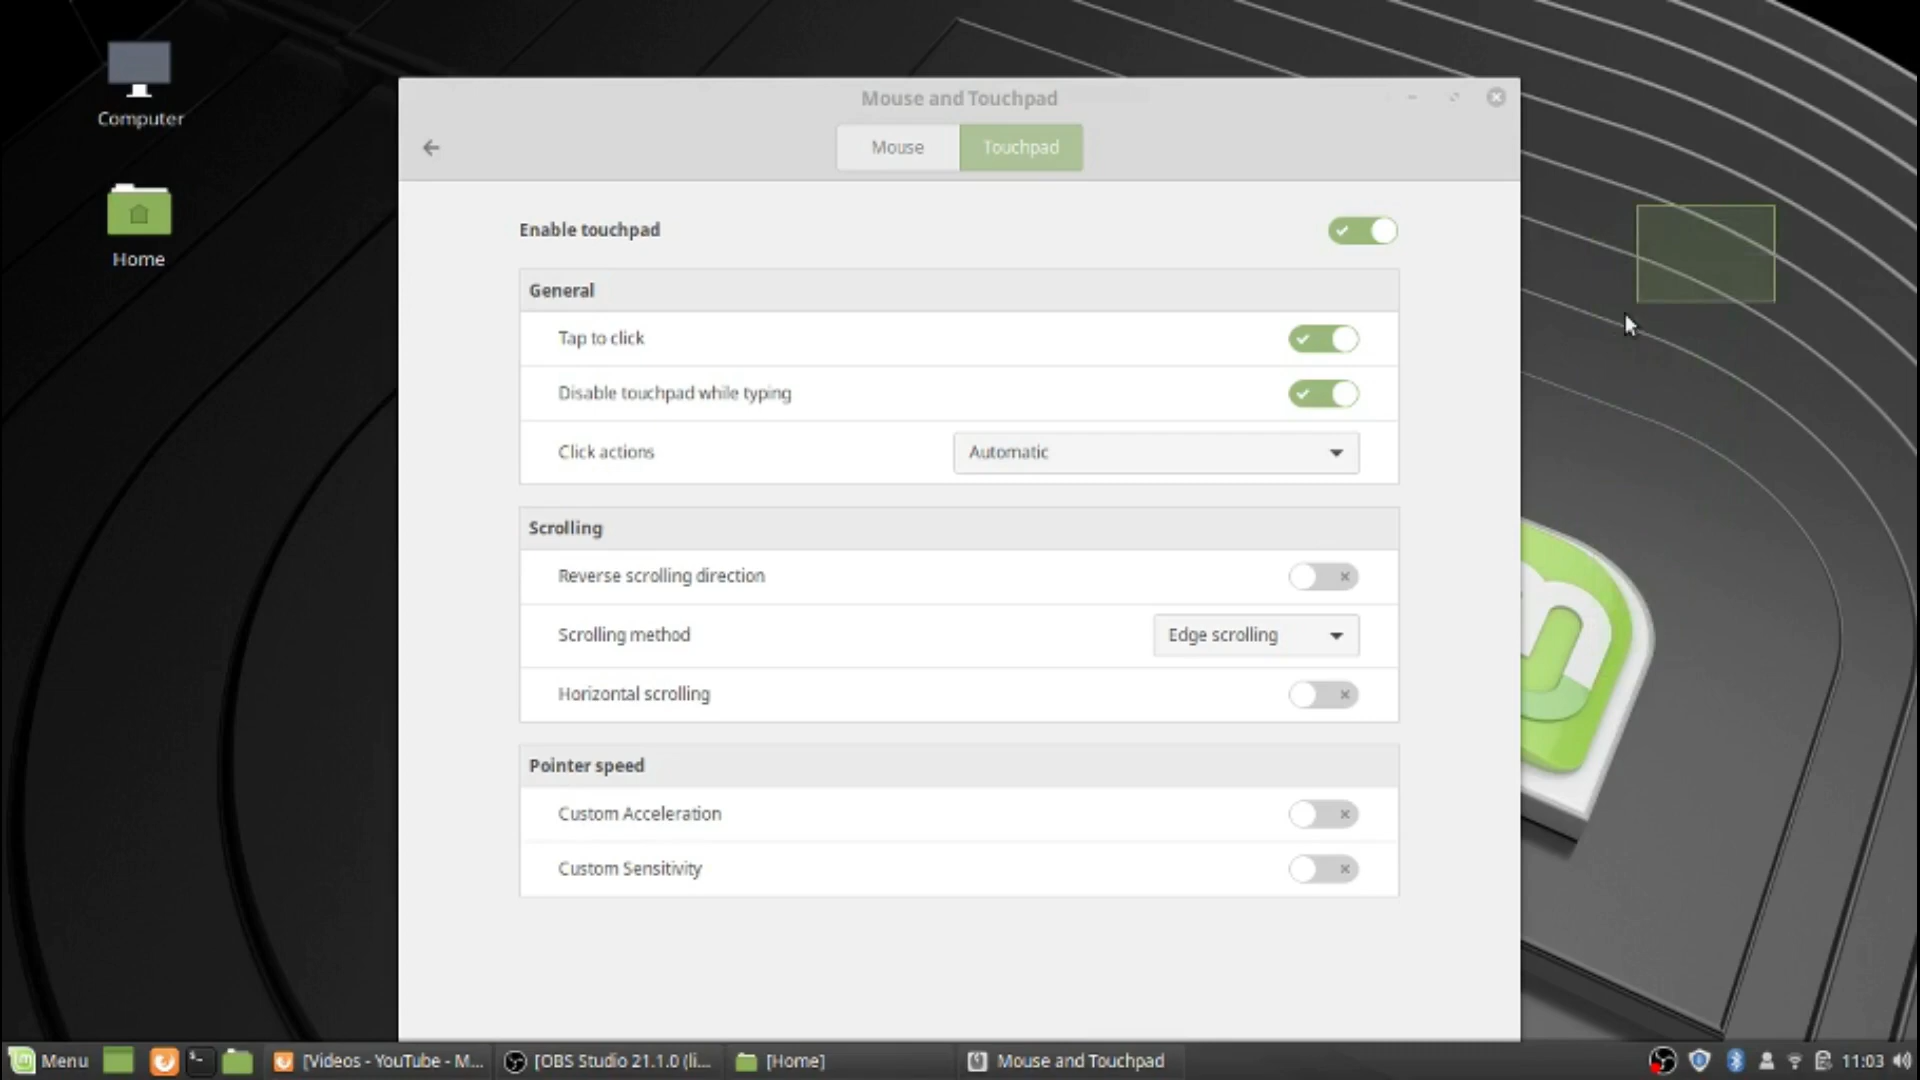 Computer
Home
Mouse and Touchpad
Mouse
Touchpad
Enable touchpad
General
Tap to click
Disable touchpad while typing
Click actions
Automatic
Scrolling
Reverse scrolling direction
Scrolling method
Edge scrolling
Horizontal scrolling
Pointer speed
Custom Acceleration
Custom Sensitivity
Menu
[Videos - YouTube - M...
[OBS Studio 21.1.0 (li...
[Home]
Mouse and Touchpad
11:03